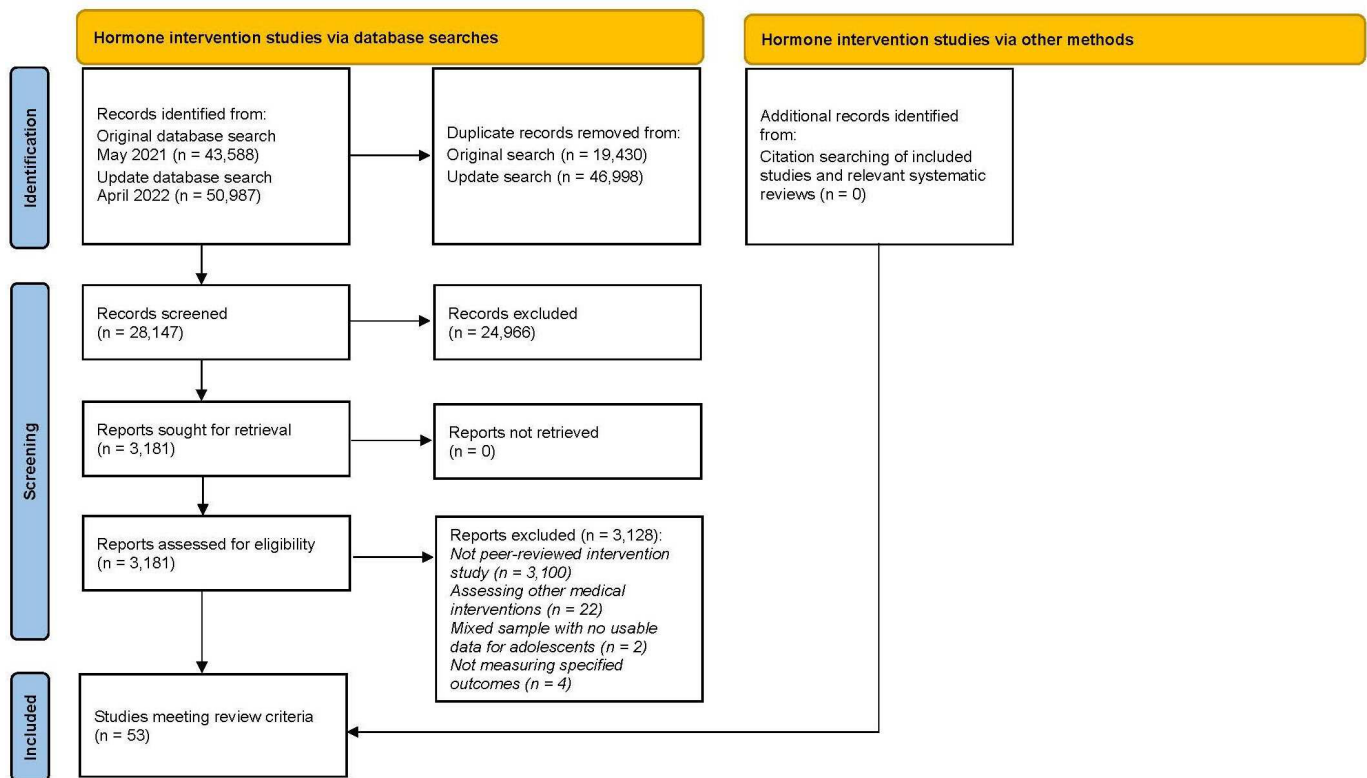 Hormone intervention studies via database searches
Hormone intervention studies via other methods
Identification
Records identified from:
Original database search
May 2021 (n = 43,588)
Update database search
April 2022 (n = 50,987)
Duplicate records removed from:
Original search (n = 19,430)
Update search (n = 46,998)
Additional records identified
from:
Citation searching of included
studies and relevant systematic
reviews (n = 0)
Screening
Records screened
(n = 28,147)
Records excluded
(n = 24,966)
Reports sought for retrieval
(n = 3,181)
Reports not retrieved
(n = 0)
Reports assessed for eligibility
(n = 3,181)
Reports excluded (n = 3,128):
Not peer-reviewed intervention
study (n = 3,100)
Assessing other medical
interventions (n = 22)
Mixed sample with no usable
data for adolescents (n = 2)
Not measuring specified
outcomes (n = 4)
Included
Studies meeting review criteria
(n = 53)